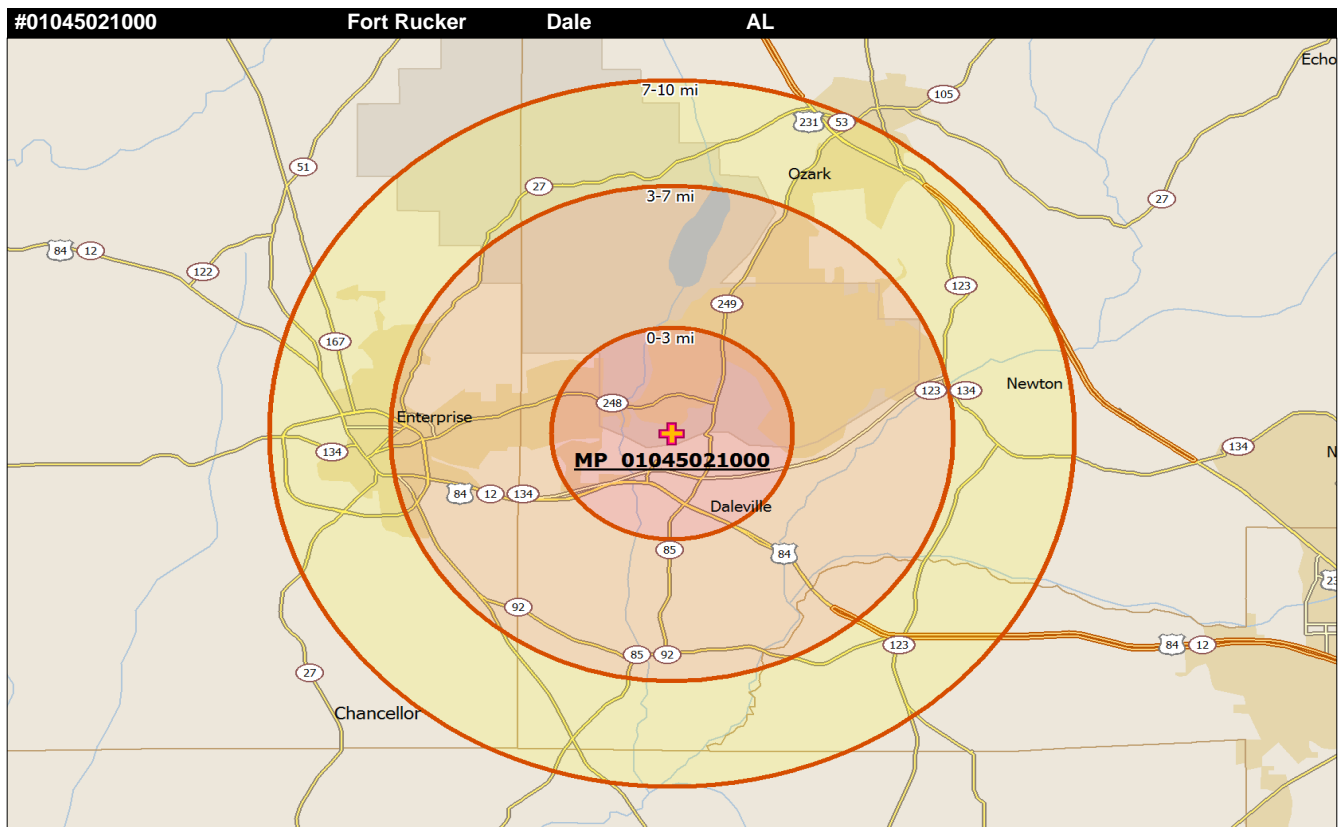 #01045021000 Fort Rucker Dale AL
Echo
7-10 mi
105
231 53
51
Ozark
27
3-7 mi
27
84 12
122
123
249
167
0-3 mi
Newton
123 134
248
Enterprise
134
134
MP 01045021000
N
84 12 134
Daleville
85
84
23
92
123
84 12
85 92
27
Chancellor